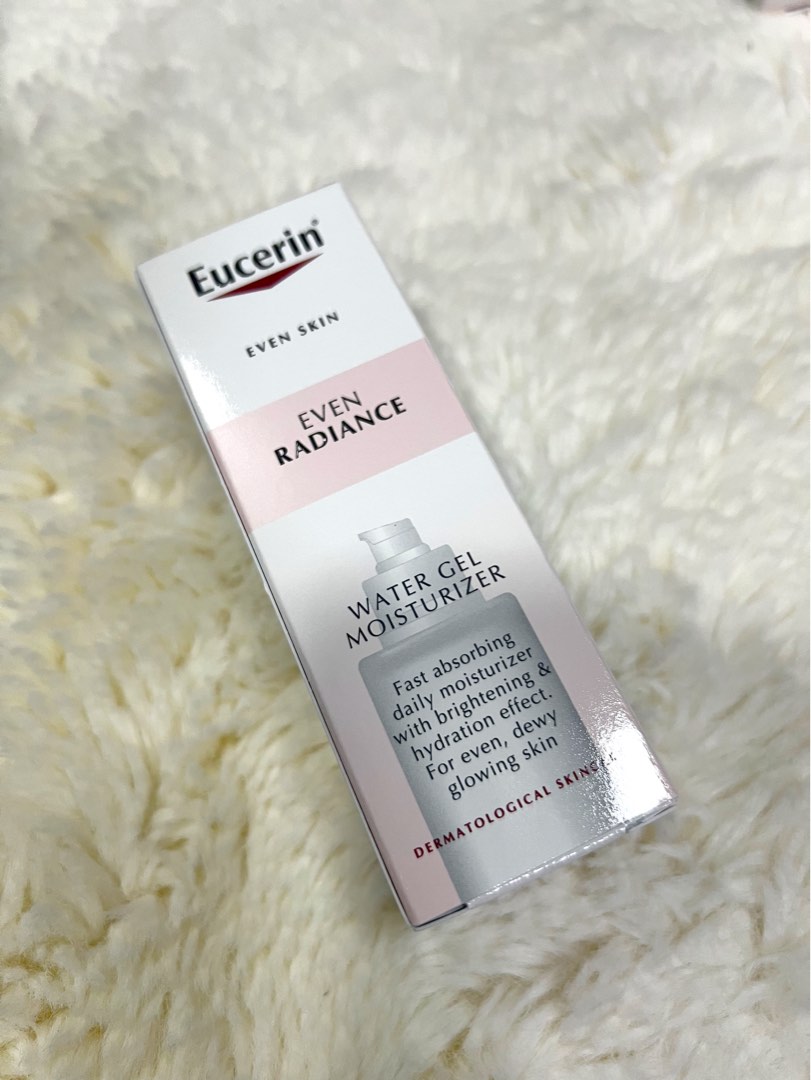 Eucerin®
EVEN SKIN
EVEN
RADIANCE
WATER GEL
MOISTURIZER
Fast absorbing
daily moisturizer
with brightening &
hydration effect.
For even, dewy
glowing skin
DERMATOLOGICAL